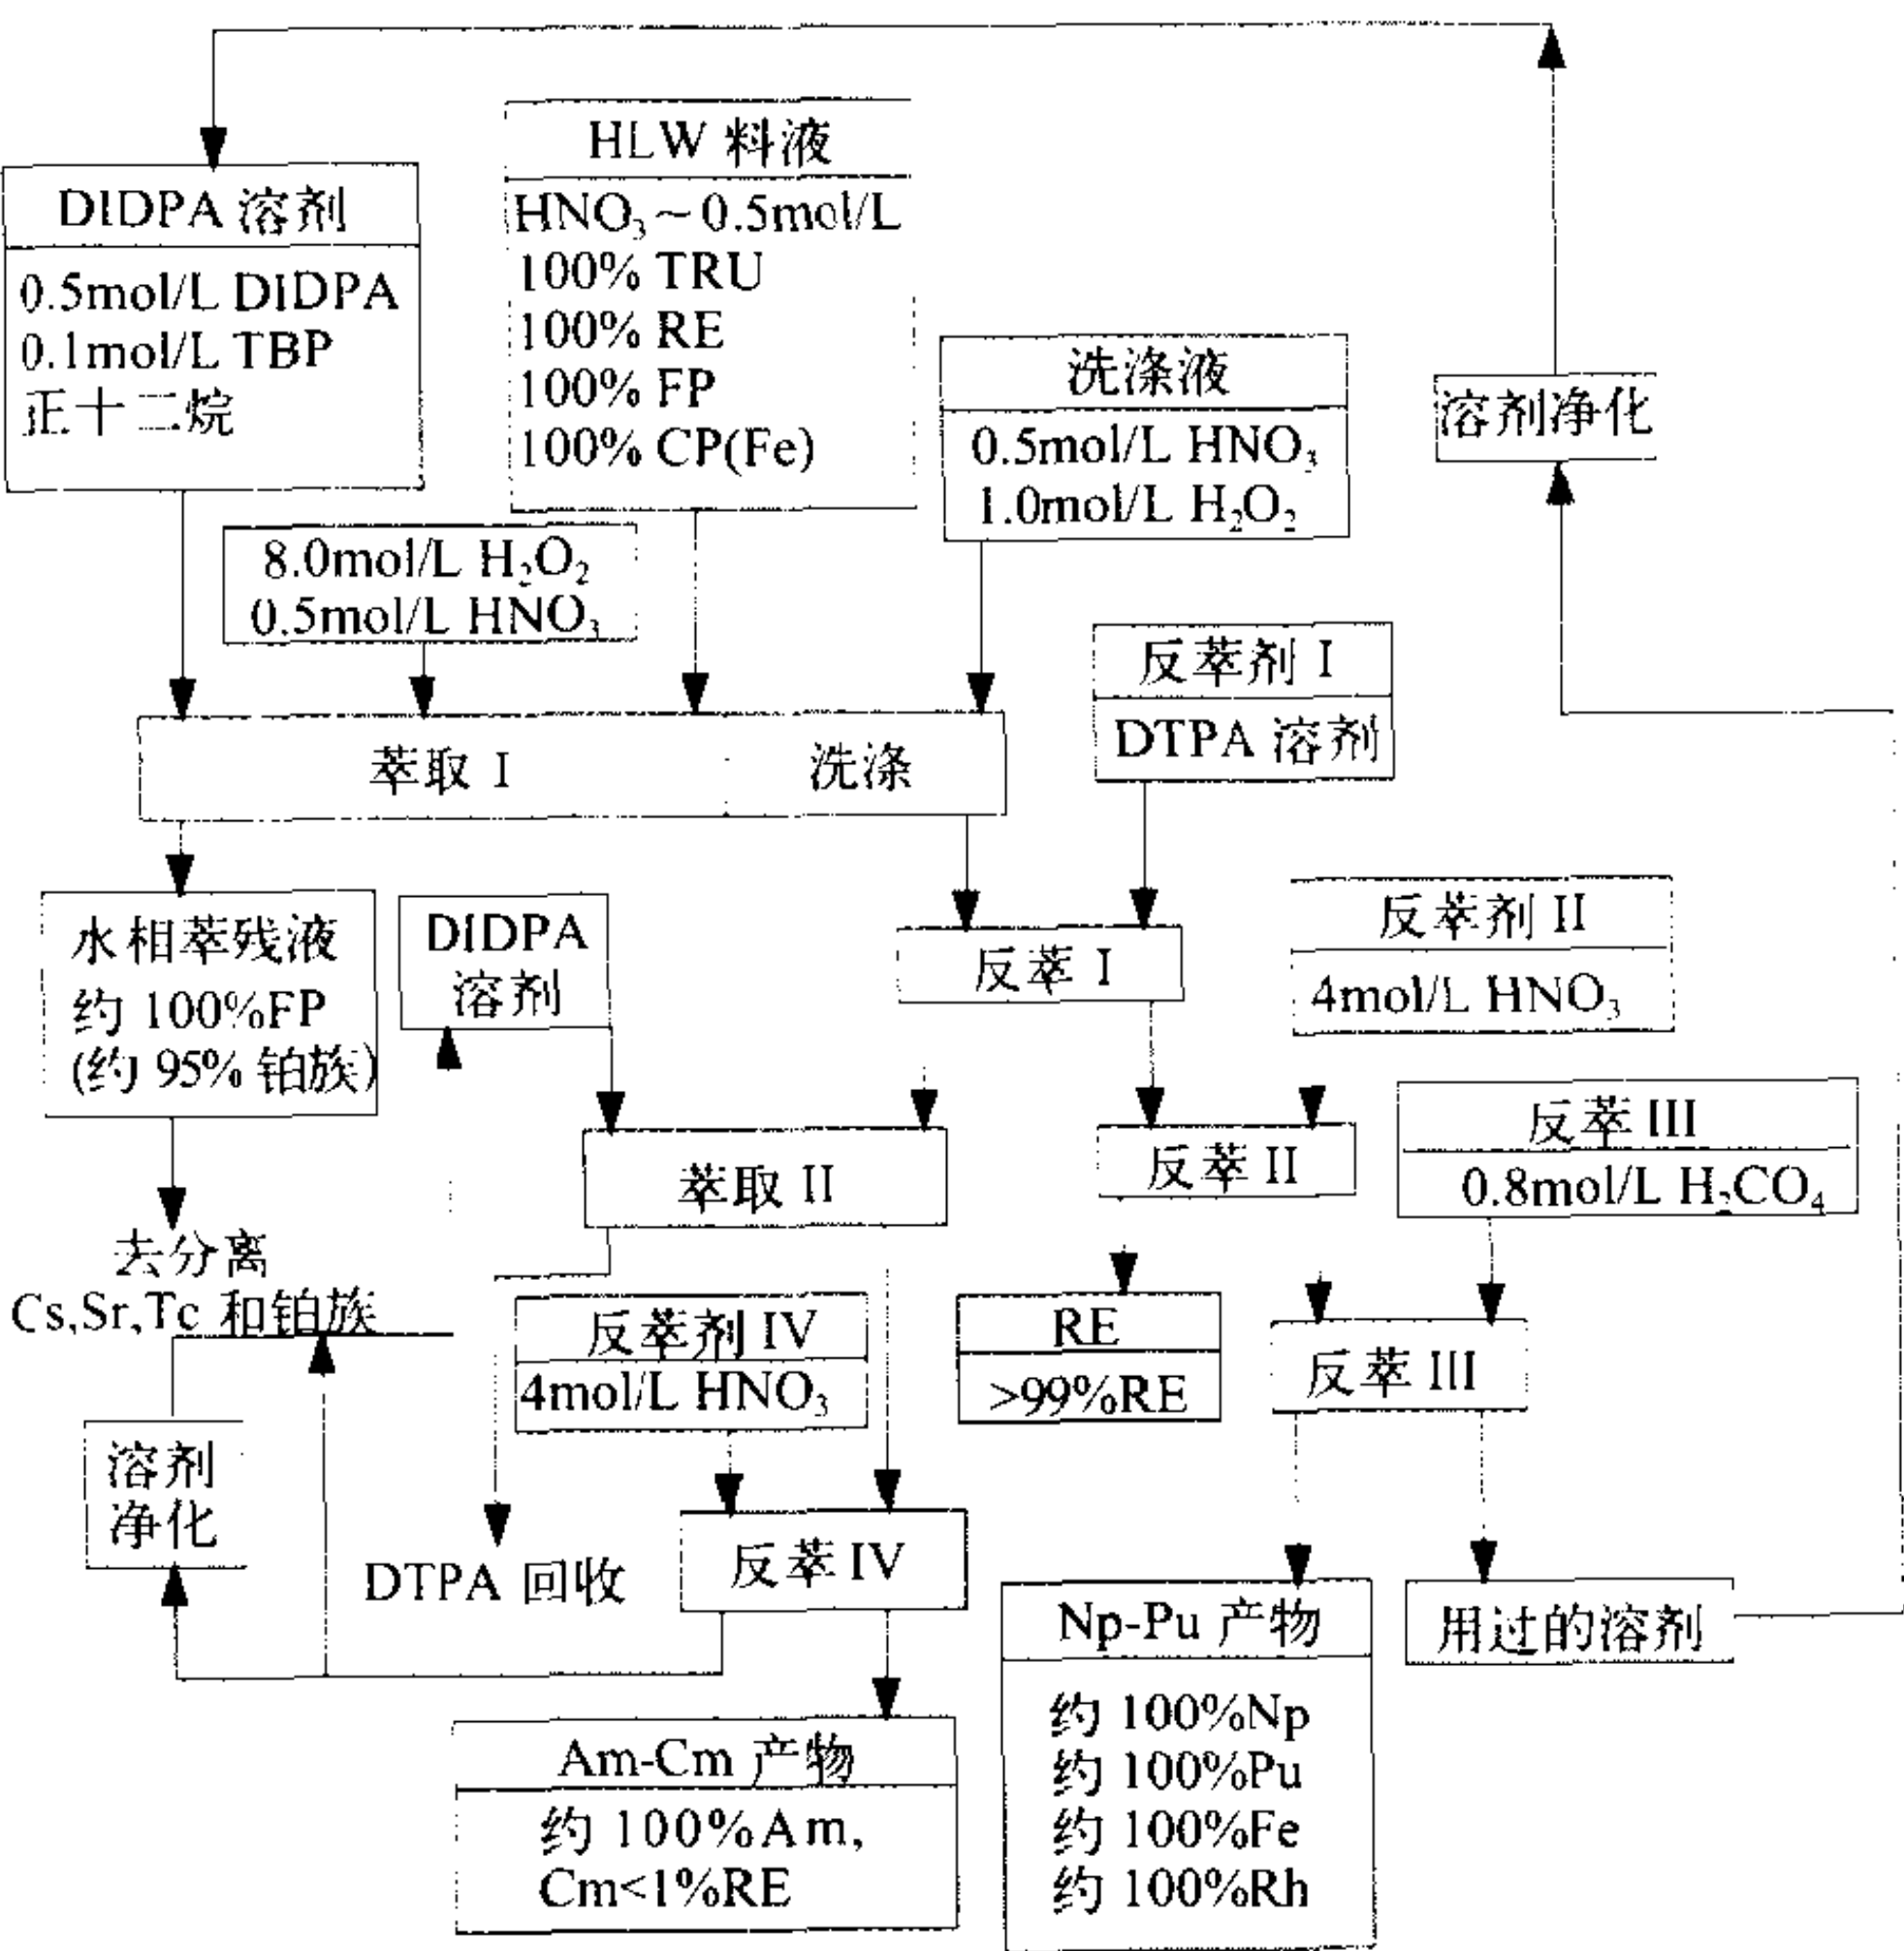 DIDPA 溶剂
0.5mol/L DIDPA
0.1mol/L TBP
正十二烷
HLW 料液
HNO₃～0.5mol/L
100% TRU
100% RE
100% FP
100% CP(Fe)
洗涤液
0.5mol/L HNO₃
1.0mol/L H₂O₂
溶剂净化
8.0mol/L H₂O₂
0.5mol/L HNO₃
反萃剂 I
DTPA 溶剂
萃取 I
洗涤
水相萃残液
约 100%FP
(约 95% 铂族)
DIDPA
溶剂
反萃 I
反萃剂 II
4mol/L HNO₃
萃取 II
反萃 II
反萃 III
0.8mol/L H₂CO₄
去分离
Cs,Sr,Tc 和铂族
反萃剂 IV
4mol/L HNO₃
RE
>99%RE
反萃 III
溶剂
净化
DTPA 回收
反萃 IV
Np-Pu 产物
约 100%Np
约 100%Pu
约 100%Fe
约 100%Rh
用过的溶剂
Am-Cm 产物
约 100%Am,
Cm<1%RE